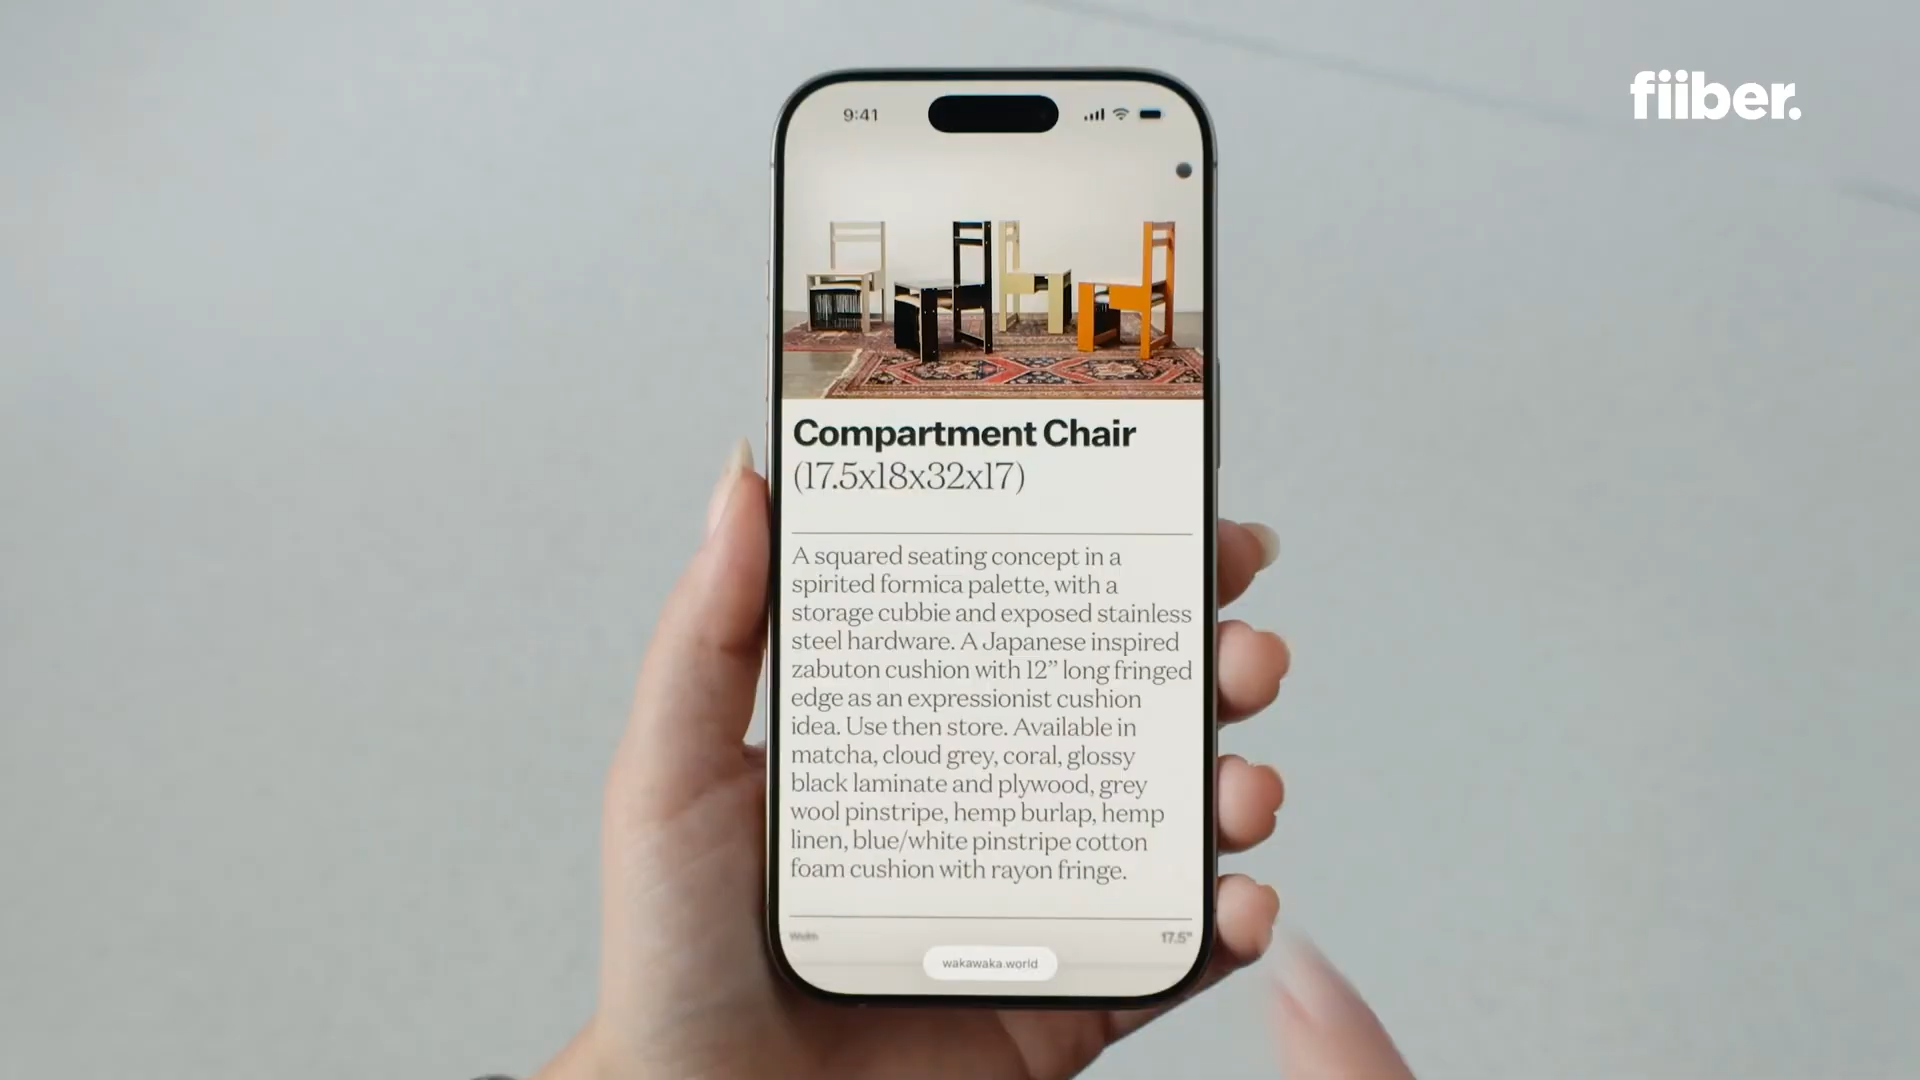 fiiber.
9:41
Compartment Chair
(17.5x18x32x17)
A squared seating concept in a
spirited formica palette, with a
storage cubbie and exposed stainless
steel hardware. A Japanese inspired
zabuton cushion with 12” long fringed
edge as an expressionist cushion
idea. Use then store. Available in
matcha, cloud grey, coral, glossy
black laminate and plywood, grey
wool pinstripe, hemp burlap, hemp
linen, blue/white pinstripe cotton
foam cushion with rayon fringe.
Width 17.5"
wakawaka.world